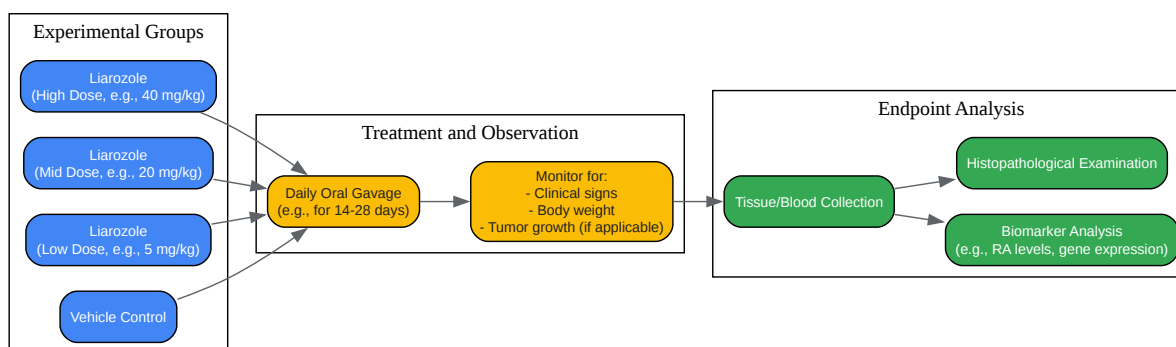 Experimental Groups
Liarozole
(High Dose, e.g., 40 mg/kg)
Liarozole
(Mid Dose, e.g., 20 mg/kg)
Liarozole
(Low Dose, e.g., 5 mg/kg)
Vehicle Control
Treatment and Observation
Daily Oral Gavage
(e.g., for 14-28 days)
Monitor for:
- Clinical signs
- Body weight
- Tumor growth (if applicable)
Endpoint Analysis
Tissue/Blood Collection
Histopathological Examination
Biomarker Analysis
(e.g., RA levels, gene expression)